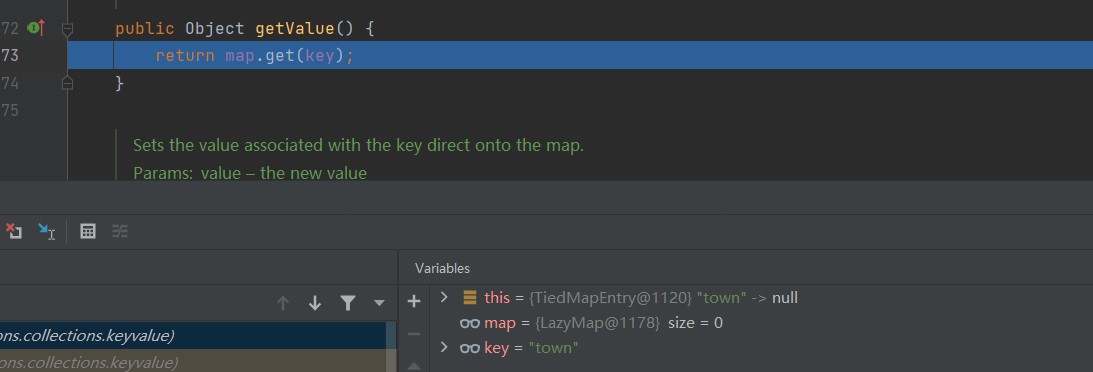 72 public Object getValue() {
73 return map.get(key);
74 }
75
Sets the value associated with the key direct onto the map.
Params: value – the new value
Variables
this = {TiedMapEntry@1120} "town" -> null
map = {LazyMap@1178} size = 0
key = "town"
ons.collections.keyvalue)
ons.collections.keyvalue)